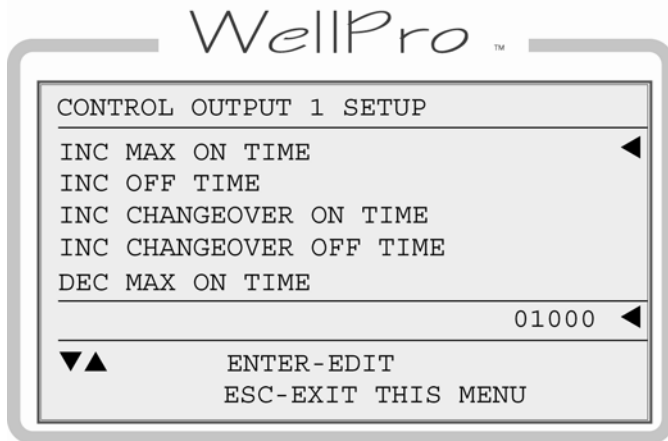 WellPro ™
CONTROL OUTPUT 1 SETUP
INC MAX ON TIME ◀
INC OFF TIME
INC CHANGEOVER ON TIME
INC CHANGEOVER OFF TIME
DEC MAX ON TIME
01000 ◀
▼▲ ENTER-EDIT
ESC-EXIT THIS MENU